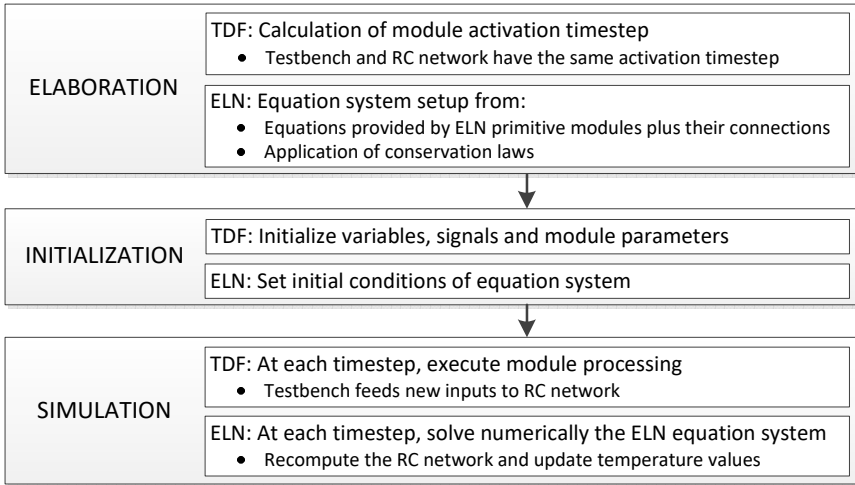 ELABORATION
TDF: Calculation of module activation timestep
• Testbench and RC network have the same activation timestep
ELN: Equation system setup from:
• Equations provided by ELN primitive modules plus their connections
• Application of conservation laws
INITIALIZATION
TDF: Initialize variables, signals and module parameters
ELN: Set initial conditions of equation system
SIMULATION
TDF: At each timestep, execute module processing
• Testbench feeds new inputs to RC network
ELN: At each timestep, solve numerically the ELN equation system
• Recompute the RC network and update temperature values